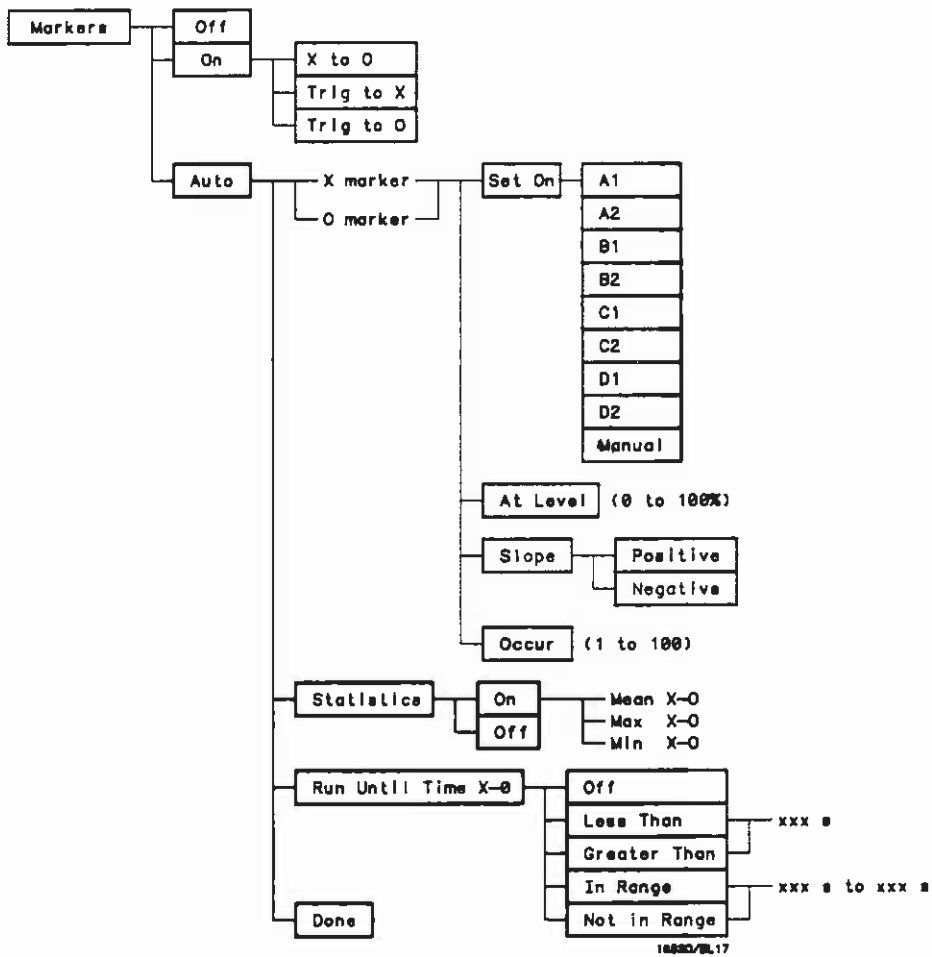 Markers
Off
On
X to O
Trig to X
Trig to O
Auto
X marker
O marker
Set On
A1
A2
B1
B2
C1
C2
D1
D2
Manual
At Level (0 to 100%)
Slope
Positive
Negative
Occur (1 to 100)
Statistics
On
Off
Mean X-O
Max X-O
Min X-O
Run Until Time X-O
Off
Less Than
Greater Than
xxx s
In Range
Not in Range
xxx s to xxx s
Done